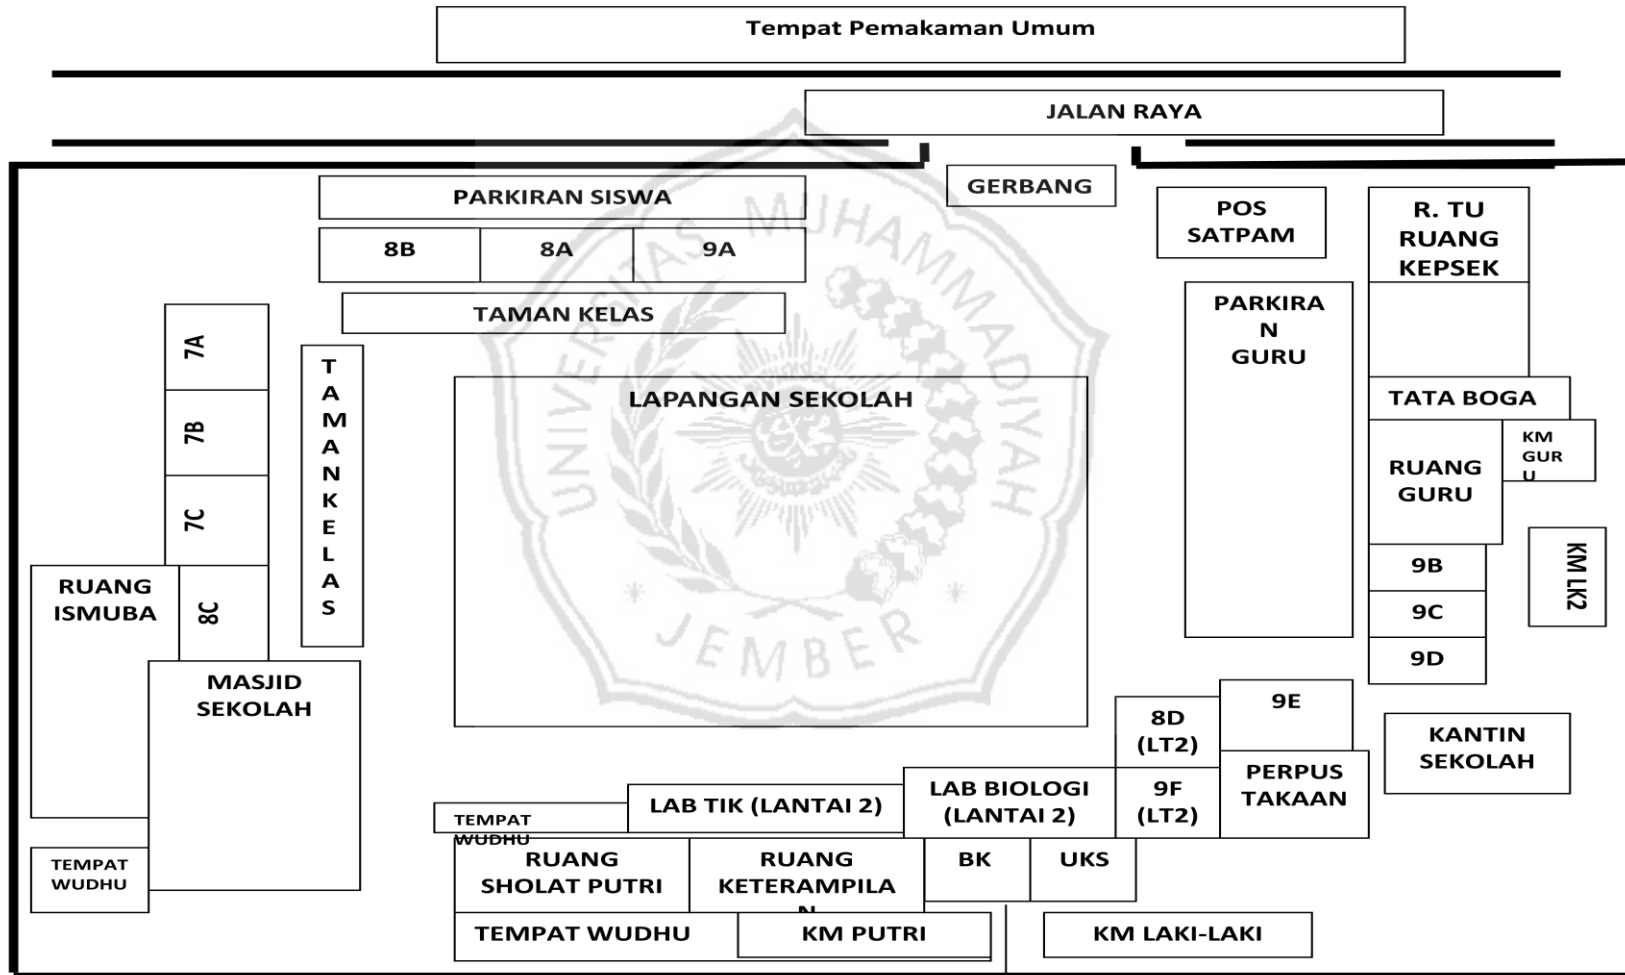 Tempat Pemakaman Umum
JALAN RAYA
GERBANG
PARKIRAN SISWA
POS
SATPAM
R. TU
RUANG
KEPSEK
8B
8A
9A
TAMAN KELAS
PARKIRA
N
GURU
7A
7B
7C
8C
T
A
M
A
N
K
E
L
A
S
LAPANGAN SEKOLAH
UNIVERSITAS MUHAMMADIYAH
JEMBER
TATA BOGA
RUANG
GURU
KM
GUR
U
KM LK2
9B
9C
9D
RUANG
ISMUBA
MASJID
SEKOLAH
9E
8D
(LT2)
KANTIN
SEKOLAH
PERPUS
TAKAAN
LAB TIK (LANTAI 2)
LAB BIOLOGI
(LANTAI 2)
9F
(LT2)
TEMPAT
WUDHU
TEMPAT
WUDHU
RUANG
SHOLAT PUTRI
RUANG
KETERAMPILA
N
BK
UKS
TEMPAT WUDHU
KM PUTRI
KM LAKI-LAKI